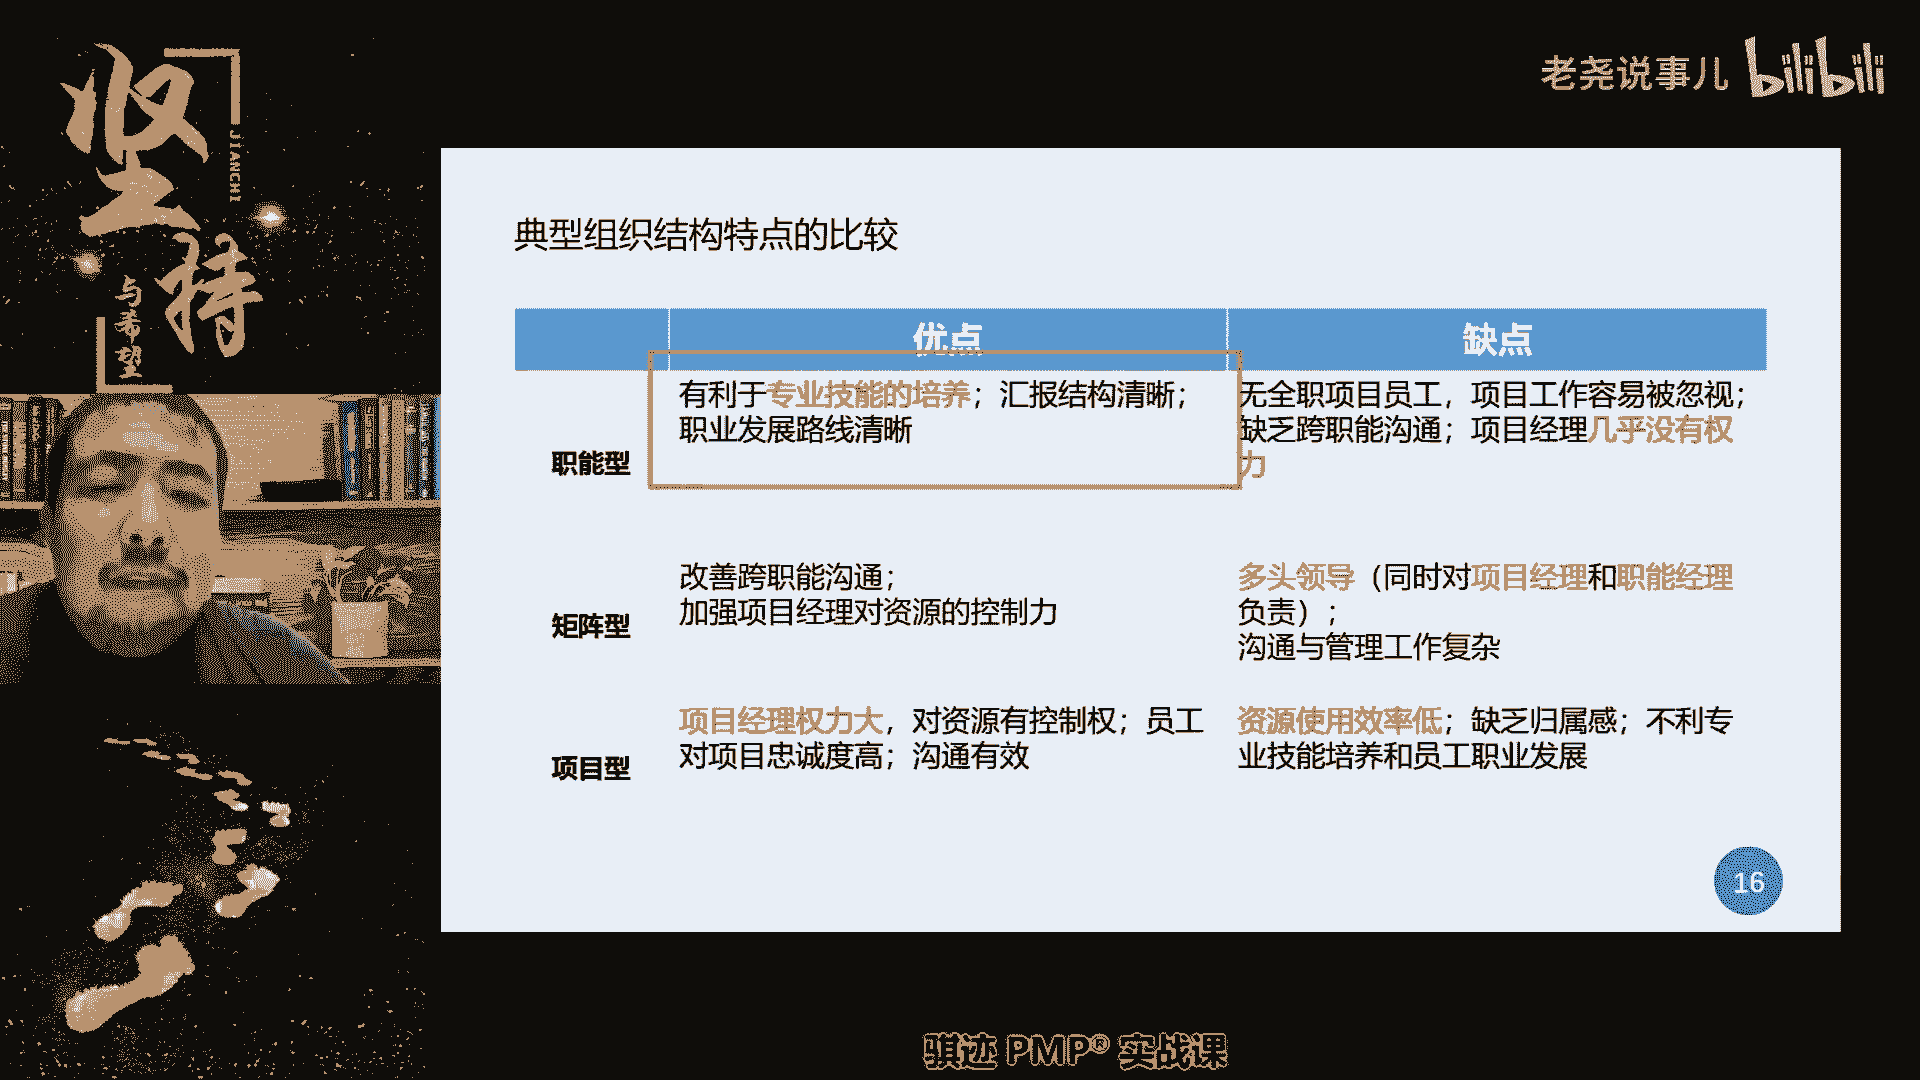 坚持
JIANCHI
与希望
老尧说事儿 bilibili
典型组织结构特点的比较
优点 缺点
职能型
有利于专业技能的培养；汇报结构清晰；
职业发展路线清晰
无全职项目员工，项目工作容易被忽视；
缺乏跨职能沟通；项目经理几乎没有权
力
矩阵型
改善跨职能沟通；
加强项目经理对资源的控制力
多头领导（同时对项目经理和职能经理
负责）；
沟通与管理工作复杂
项目型
项目经理权力大，对资源有控制权；员工
对项目忠诚度高；沟通有效
资源使用效率低；缺乏归属感；不利专
业技能培养和员工职业发展
16
骐迹 PMP® 实战课